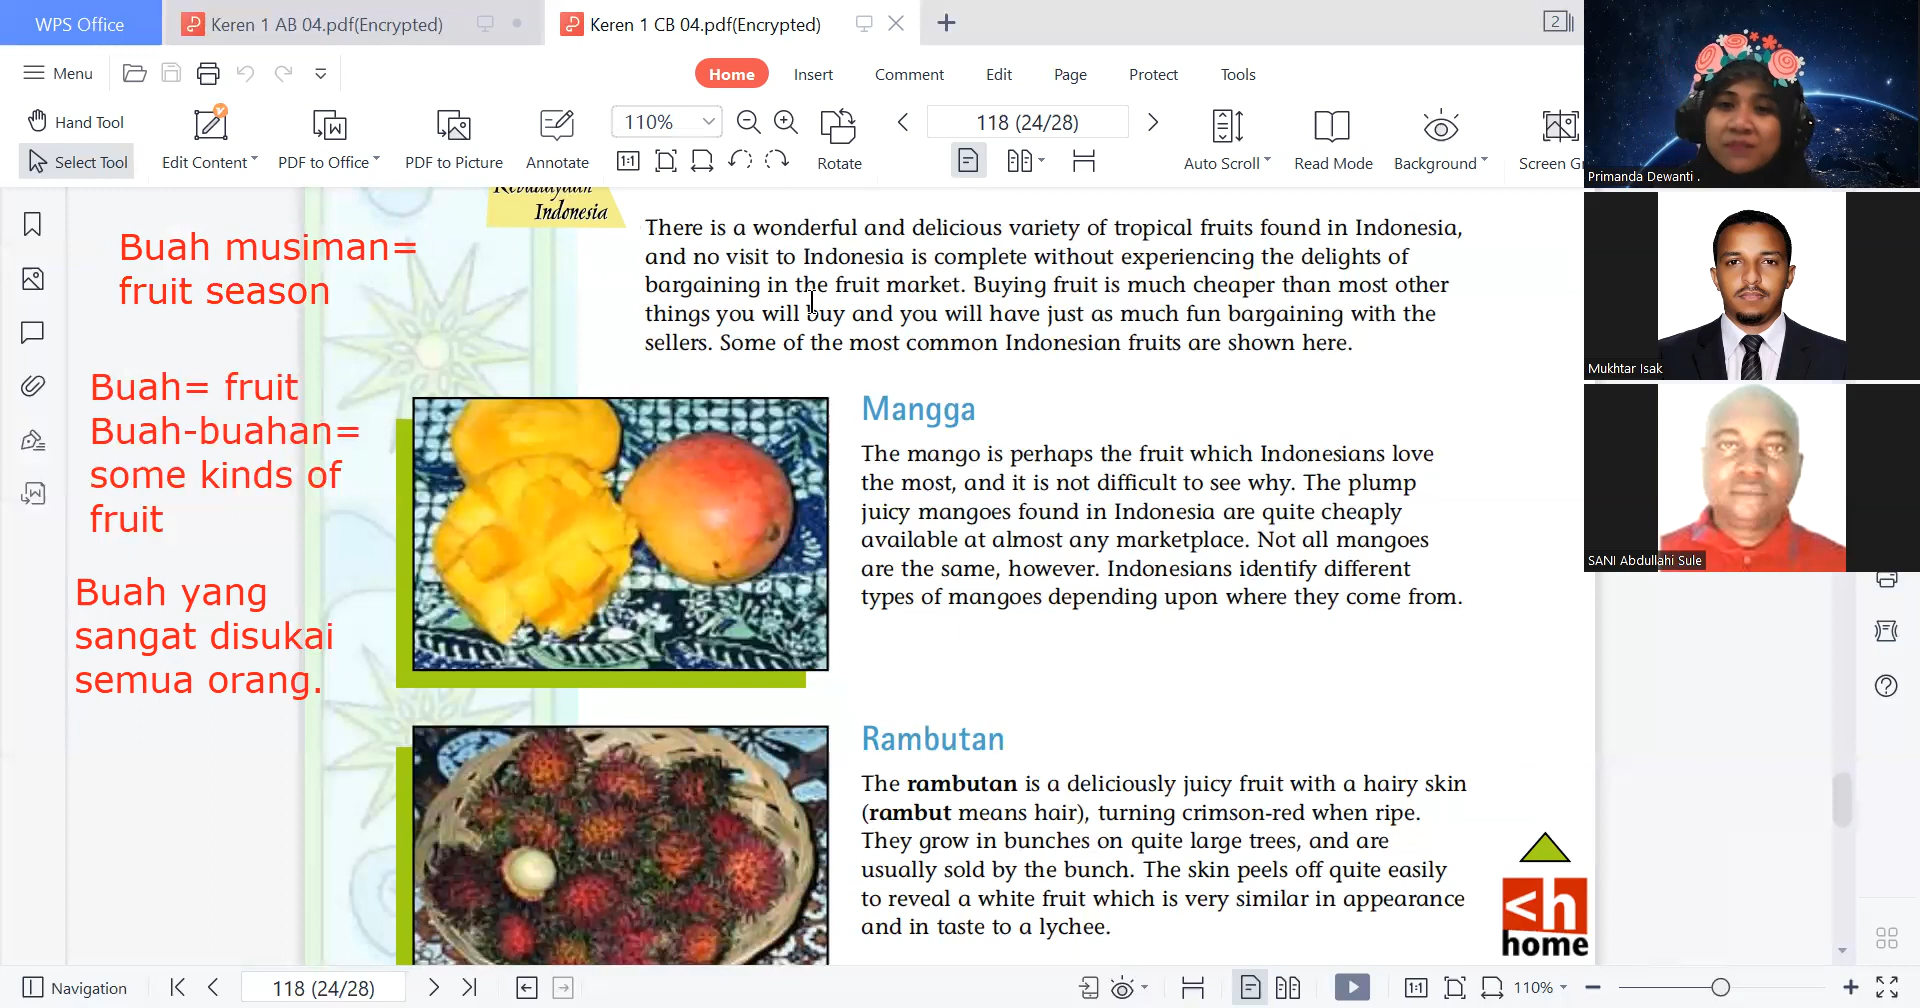 WPS Office
Keren 1 AB 04.pdf(Encrypted)
Keren 1 CB 04.pdf(Encrypted)
2
Menu
Home
Insert
Comment
Edit
Page
Protect
Tools
Hand Tool
Select Tool
Edit Content
PDF to Office
PDF to Picture
Annotate
110%
1:1
Rotate
118 (24/28)
Auto Scroll
Read Mode
Background
Screen Gr
Primanda Dewanti .
Mukhtar Isak
SANI Abdullahi Sule
Buah musiman=
fruit season
Buah= fruit
Buah-buahan=
some kinds of
fruit
Buah yang
sangat disukai
semua orang.
Kebudayaan
Indonesia
There is a wonderful and delicious variety of tropical fruits found in Indonesia,
and no visit to Indonesia is complete without experiencing the delights of
bargaining in the fruit market. Buying fruit is much cheaper than most other
things you will buy and you will have just as much fun bargaining with the
sellers. Some of the most common Indonesian fruits are shown here.
Mangga
The mango is perhaps the fruit which Indonesians love
the most, and it is not difficult to see why. The plump
juicy mangoes found in Indonesia are quite cheaply
available at almost any marketplace. Not all mangoes
are the same, however. Indonesians identify different
types of mangoes depending upon where they come from.
Rambutan
The rambutan is a deliciously juicy fruit with a hairy skin
(rambut means hair), turning crimson-red when ripe.
They grow in bunches on quite large trees, and are
usually sold by the bunch. The skin peels off quite easily
to reveal a white fruit which is very similar in appearance
and in taste to a lychee.
<h
home
Navigation
118 (24/28)
1:1
110%